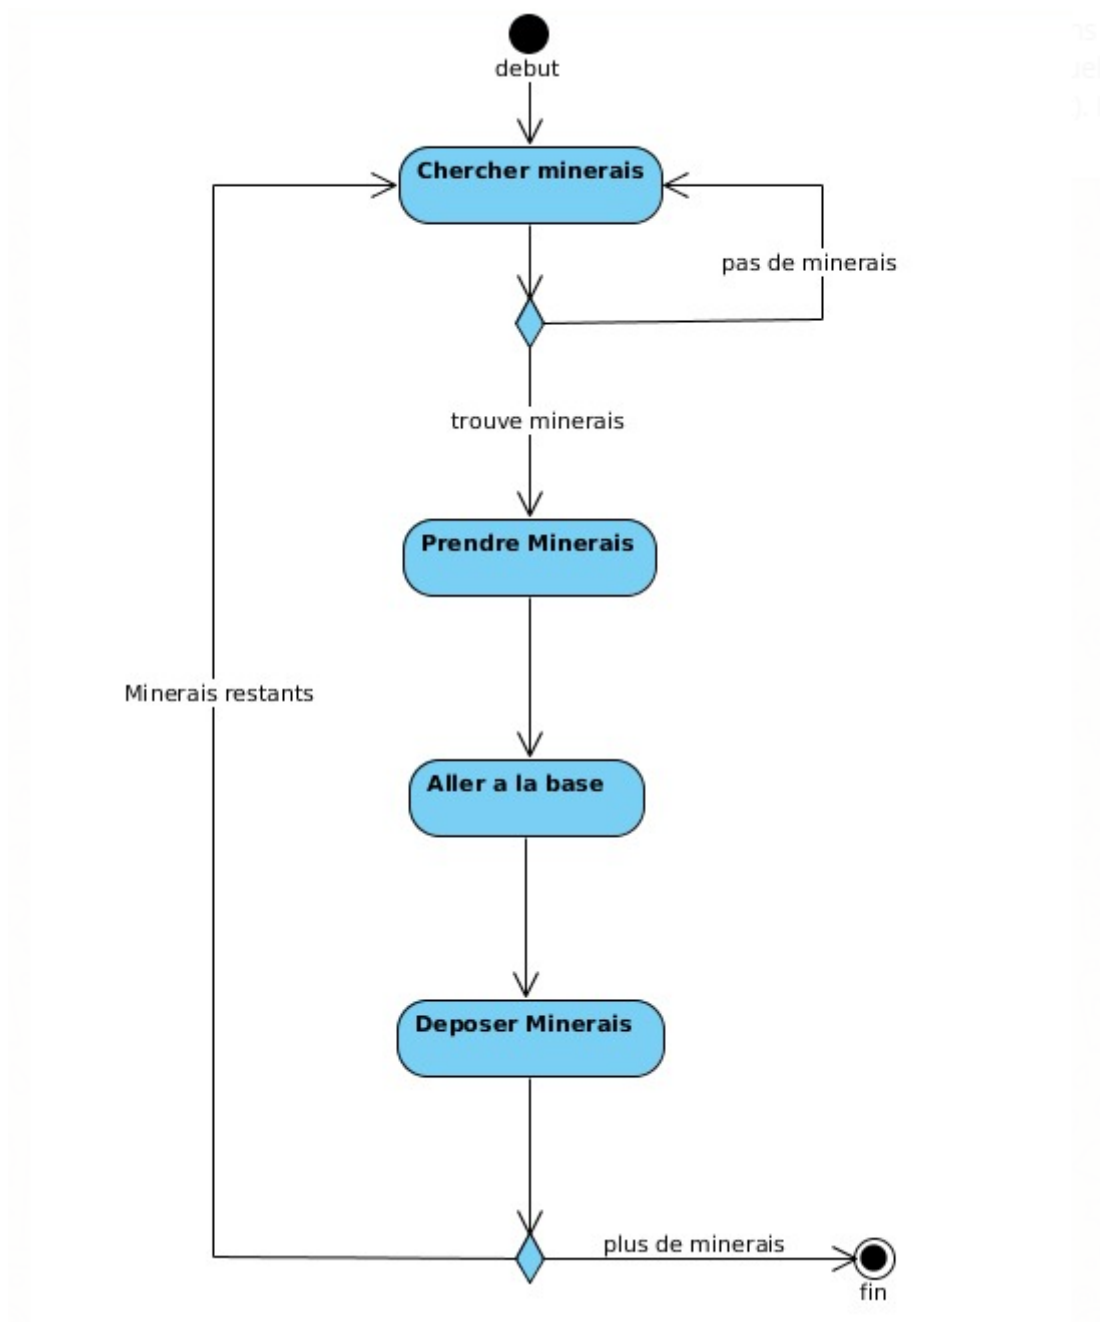 debut
Chercher minerais
pas de minerais
trouve minerais
Prendre Minerais
Minerais restants
Aller a la base
Deposer Minerais
plus de minerais
fin